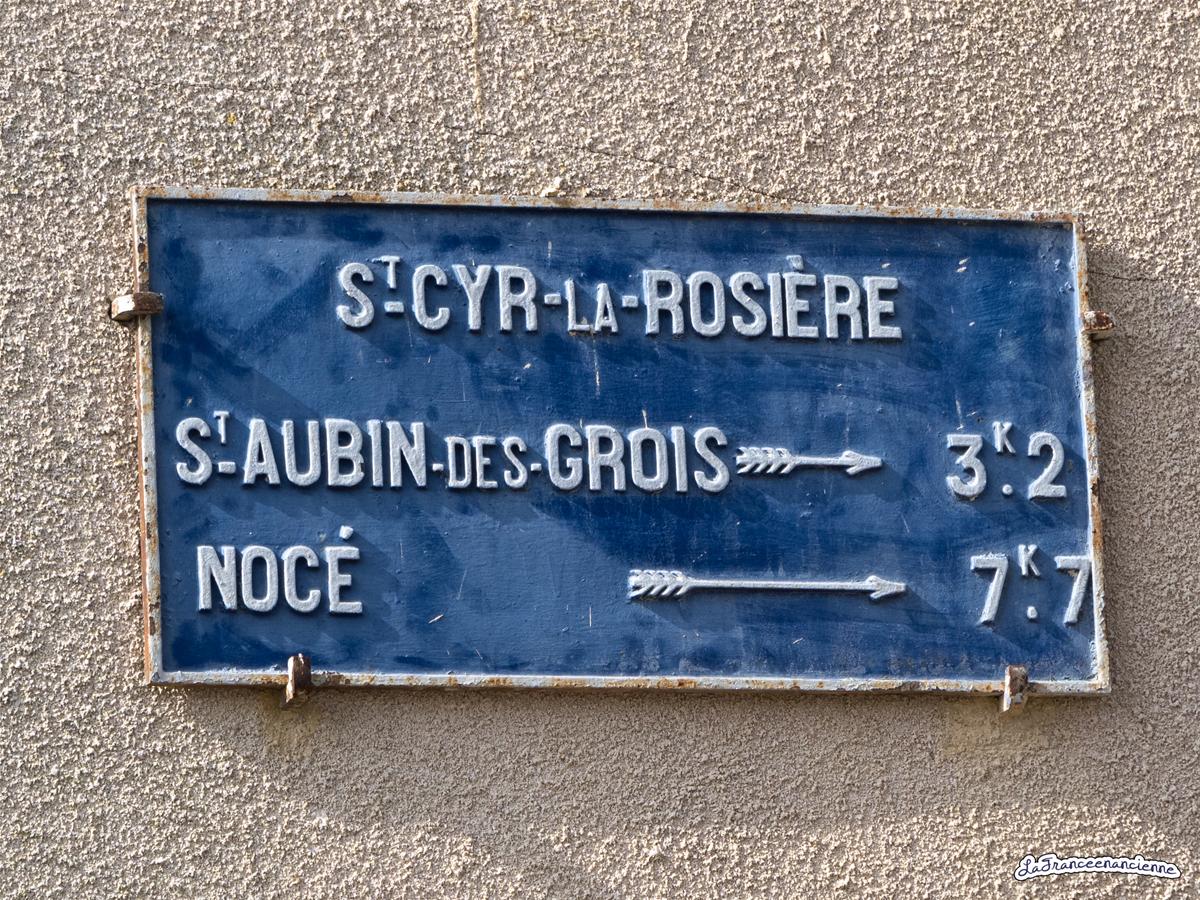 ST-CYR-LA-ROSIÈRE
ST-AUBIN-DES-GROIS 3K.2
NOCÉ 7K.7
LaFranceenancienne